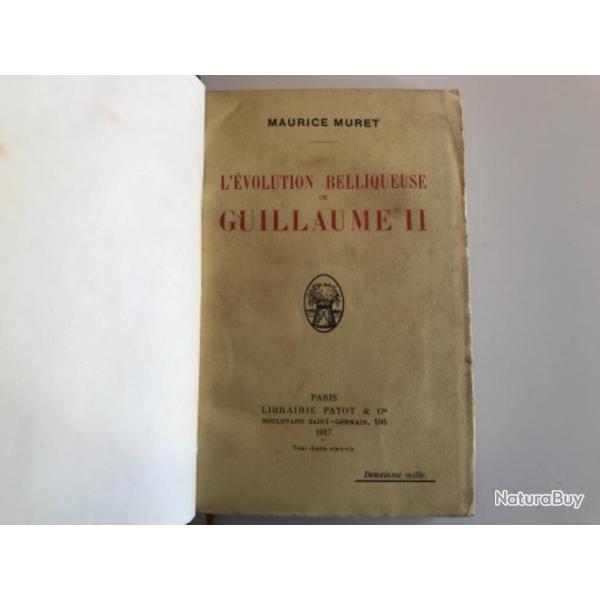 MAURICE MURET
L'ÉVOLUTION BELLIQUEUSE
DE
GUILLAUME II
PARIS
LIBRAIRIE PAYOT & Cie
BOULEVARD SAINT-GERMAIN, 106
1917
Tous droits réservés
Deuxième mille.
NaturaBuy